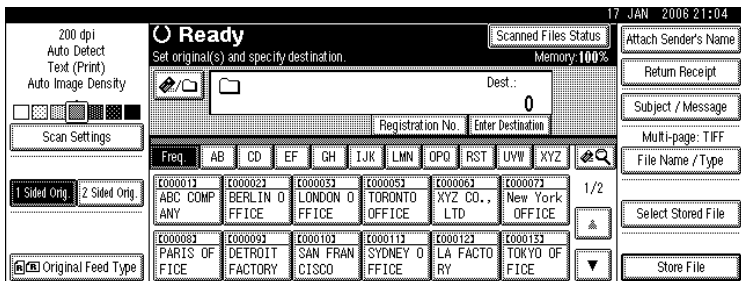 17 JAN 2006 21:04
200 dpi
Auto Detect
Text (Print)
Auto Image Density
Scan Settings
1 Sided Orig.
2 Sided Orig.
Original Feed Type
Ready
Scanned Files Status
Set original(s) and specify destination.
Memory:100%
Dest.:
0
Registration No.
Enter Destination
Freq.
AB
CD
EF
GH
IJK
LMN
OPQ
RST
UVW
XYZ
[00001]
ABC COMP
ANY
[00002]
BERLIN O
FFICE
[00003]
LONDON O
FFICE
[00005]
TORONTO
OFFICE
[00006]
XYZ CO.,
LTD
[00007]
New York
OFFICE
1/2
[00008]
PARIS OF
FICE
[00009]
DETROIT
FACTORY
[00010]
SAN FRAN
CISCO
[00011]
SYDNEY O
FFICE
[00012]
LA FACTO
RY
[00013]
TOKYO OF
FICE
Attach Sender's Name
Return Receipt
Subject / Message
Multi-page: TIFF
File Name / Type
Select Stored File
Store File